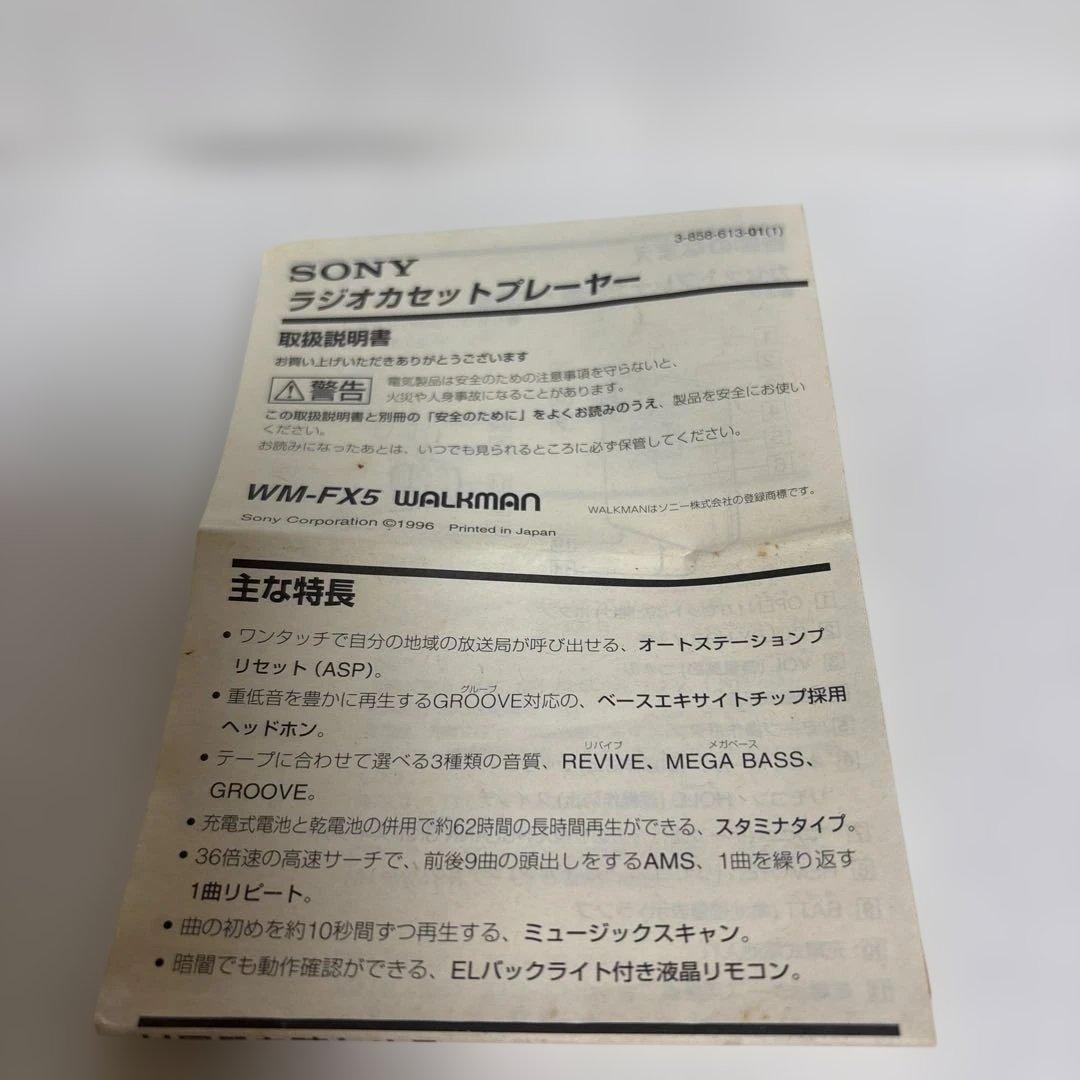 3-858-613-01(1)
SONY
ラジオカセットプレーヤー
取扱説明書
お買い上げいただきありがとうございます
警告
電気製品は安全のための注意事項を守らないと、
火災や人身事故になることがあります。
この取扱説明書と別冊の「安全のために」をよくお読みのうえ、製品を安全にお使い
ください。
お読みになったあとは、いつでも見られるところに必ず保管してください。
WM-FX5 WALKMAN
WALKMANはソニー株式会社の登録商標です。
Sony Corporation ©1996 Printed in Japan
主な特長
• ワンタッチで自分の地域の放送局が呼び出せる、オートステーションプ
リセット (ASP)。
グルーブ
• 重低音を豊かに再生するGROOVE対応の、ベースエキサイトチップ採用
ヘッドホン。
リバイブ メガベース
• テープに合わせて選べる3種類の音質、REVIVE、MEGA BASS、
GROOVE。
• 充電式電池と乾電池の併用で約62時間の長時間再生ができる、スタミナタイプ。
• 36倍速の高速サーチで、前後9曲の頭出しをするAMS、1曲を繰り返す
1曲リピート。
• 曲の初めを約10秒間ずつ再生する、ミュージックスキャン。
• 暗闇でも動作確認ができる、ELバックライト付き液晶リモコン。